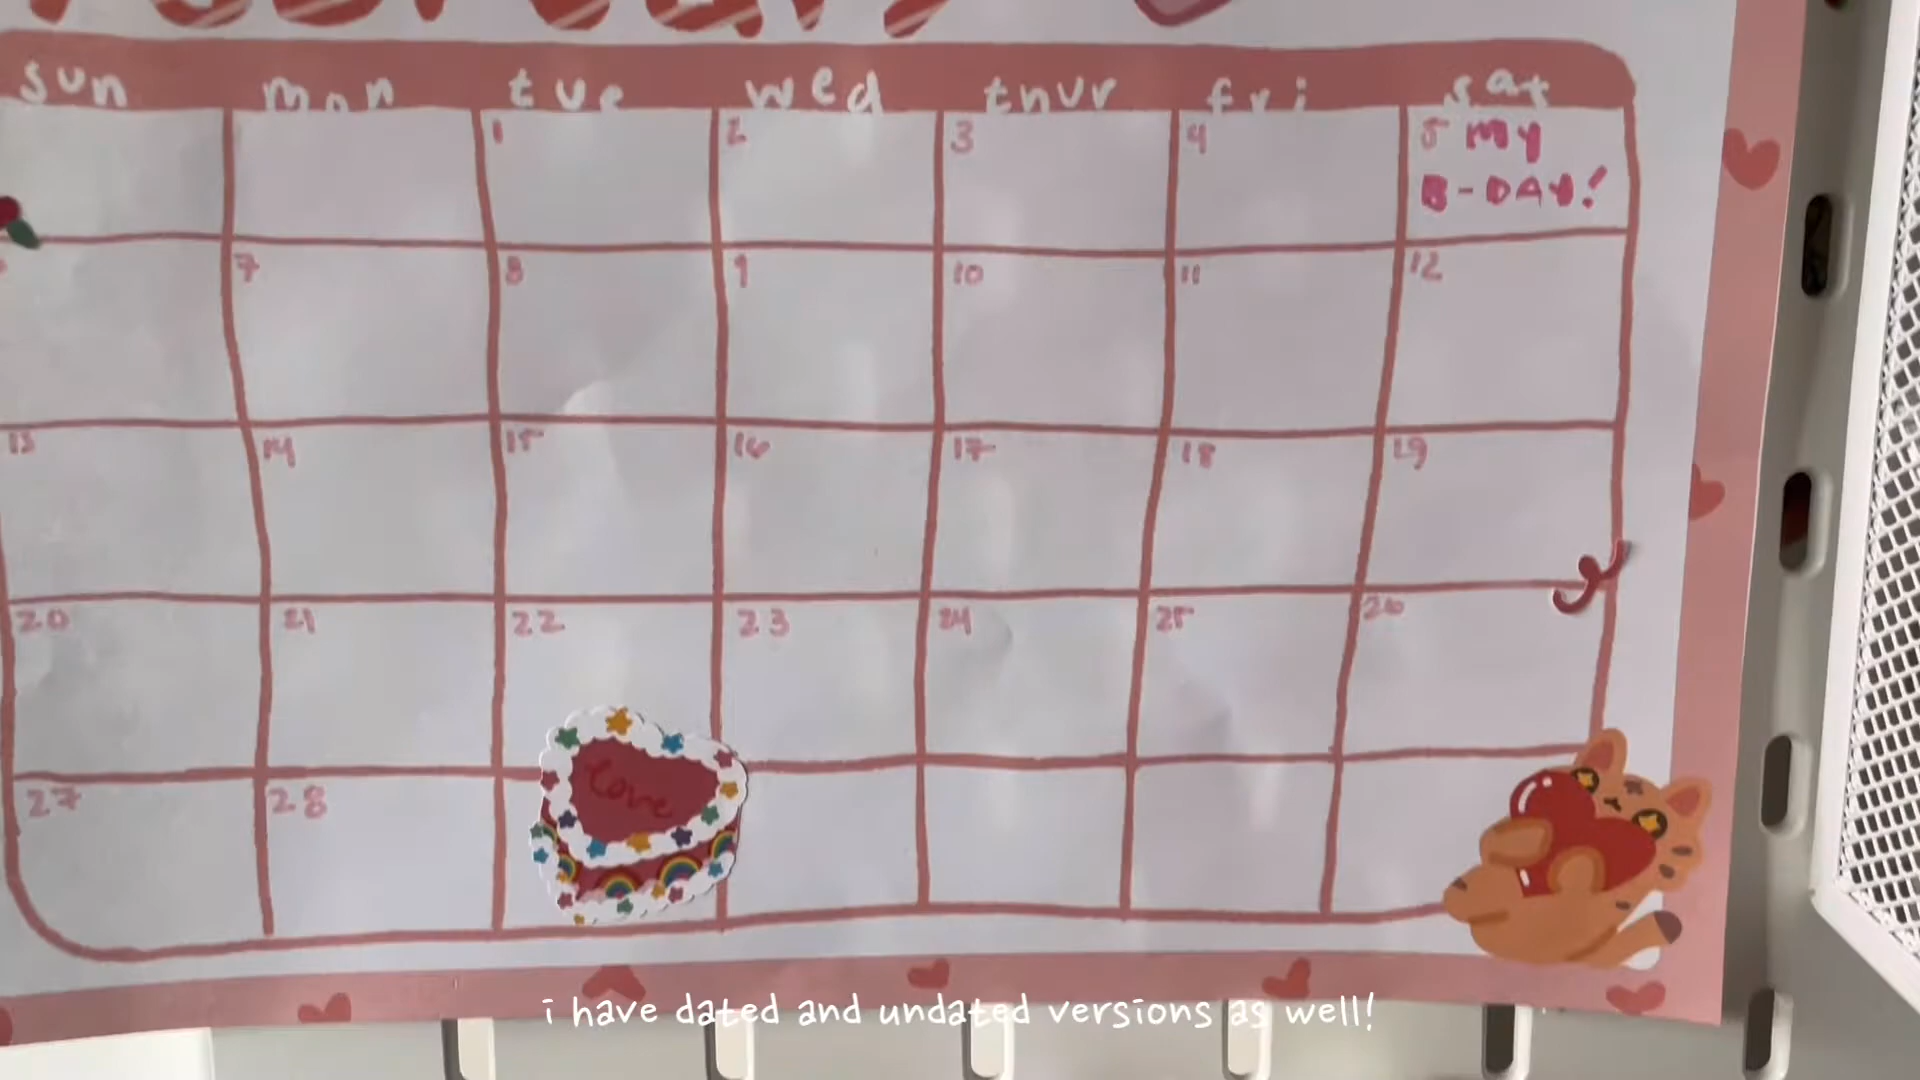 sun mon tue wed thur fri sat
1 2 3 4 5 MY
B-DAY!
7 8 9 10 11 12
13 14 15 16 17 18 19
20 21 22 23 24 25 26
27 28
love
i have dated and undated versions as well!